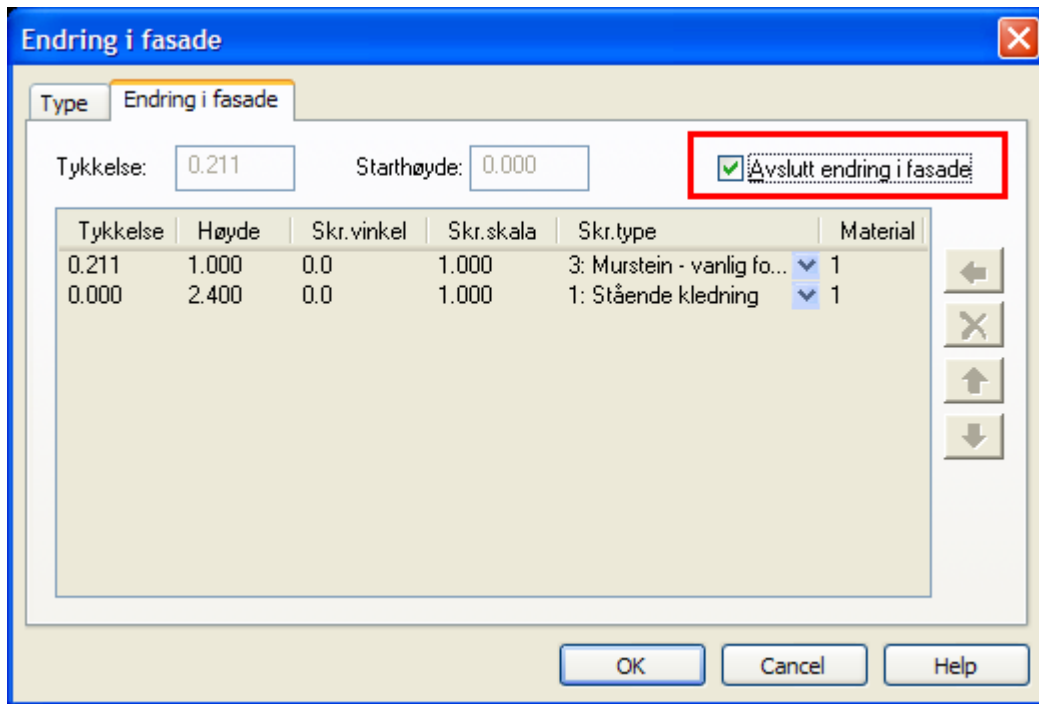 Endring i fasade
Type Endring i fasade
Tykkelse: 0.211 Starthøyde: 0.000 Avslutt endring i fasade
Tykkelse Høyde Skr.vinkel Skr.skala Skr.type Material
0.211 1.000 0.0 1.000 3: Murstein - vanlig fo... 1
0.000 2.400 0.0 1.000 1: Stående kledning 1
OK Cancel Help